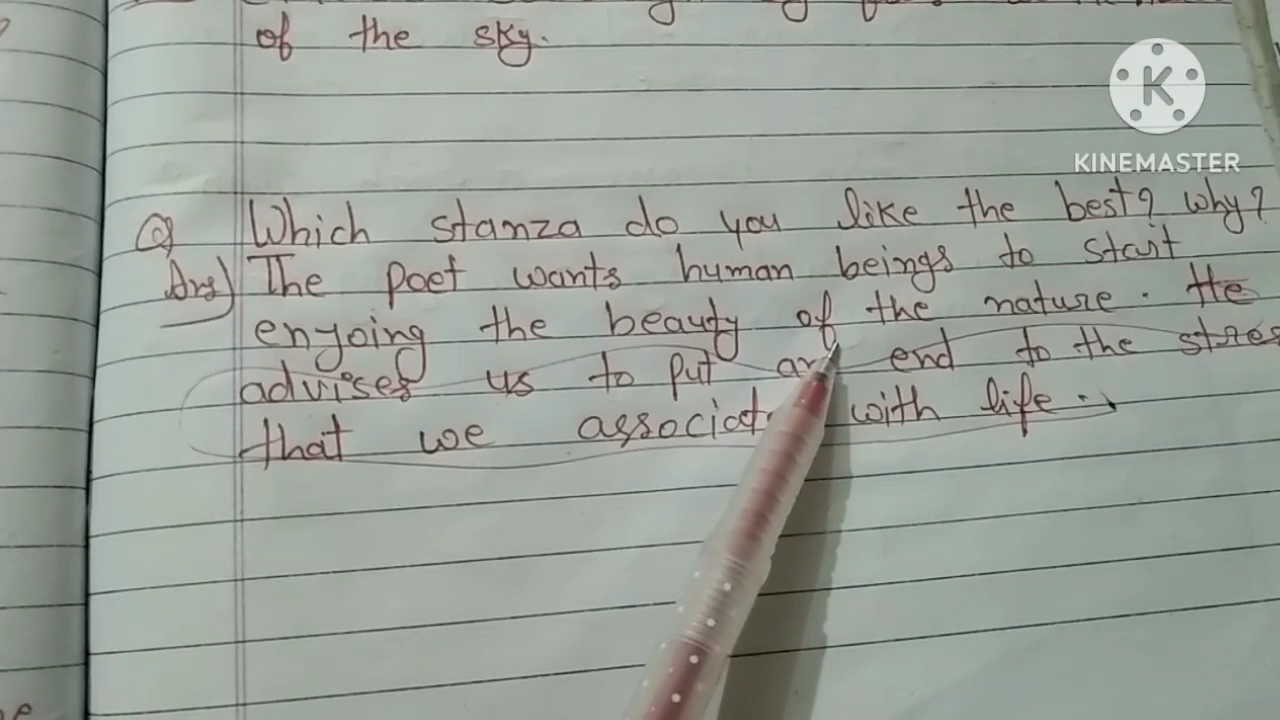 of the sky.
KINEMASTER
Q Which stanza do you like the best? why?
Ans) The poet wants human beings to start
enyoing the beauty of the nature. He
advises us to put an end to the
that we associate with life.